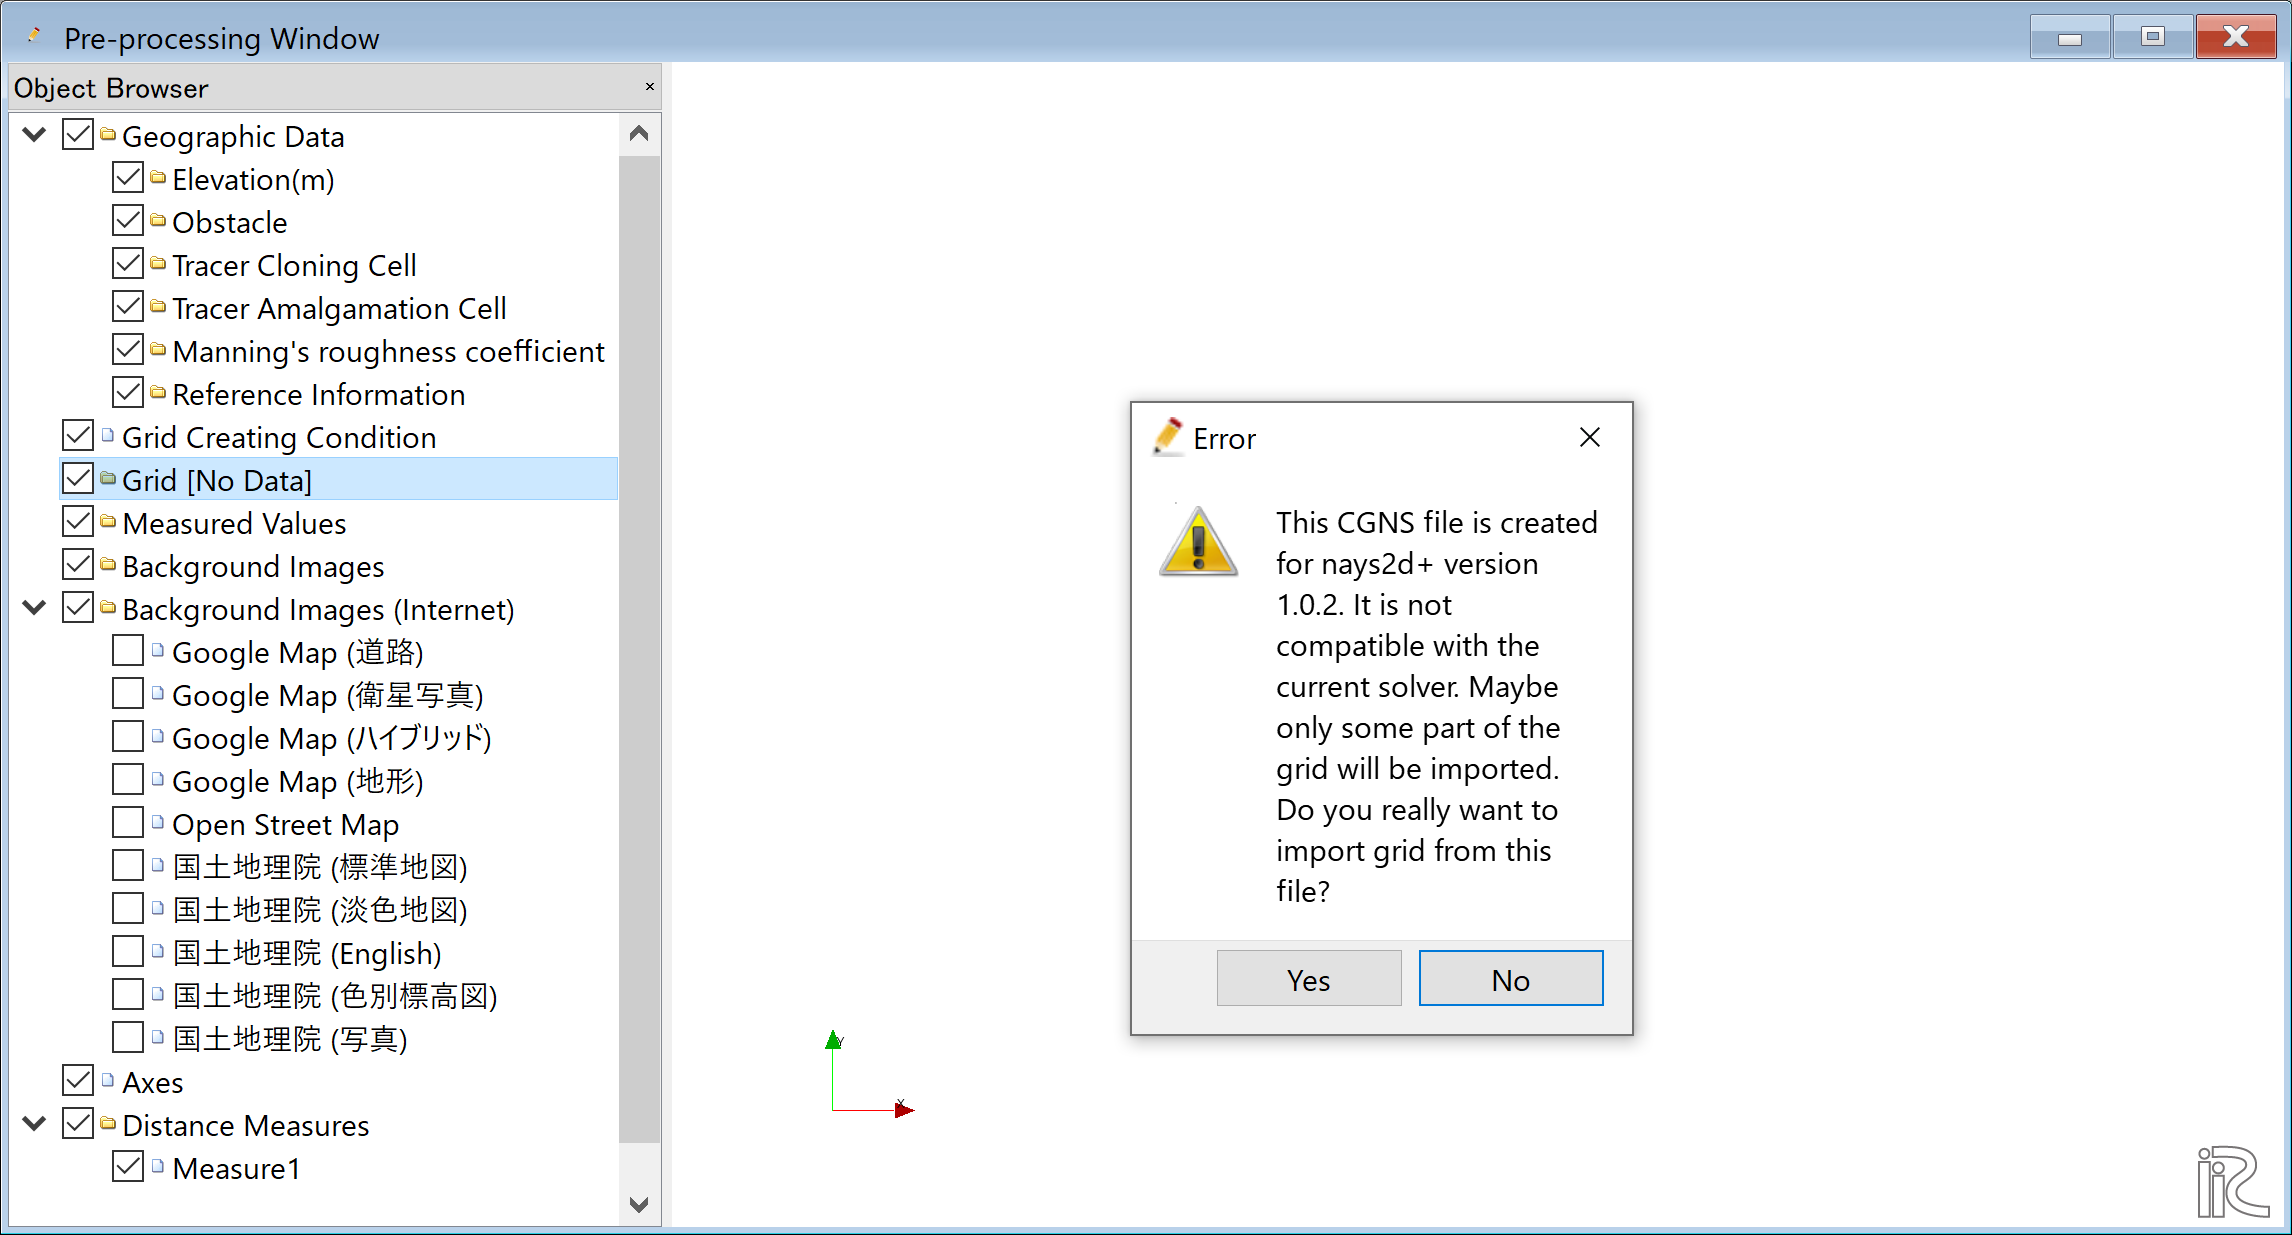 Pre-processing Window
Object Browser
Geographic Data
Elevation(m)
Obstacle
Tracer Cloning Cell
Tracer Amalgamation Cell
Manning's roughness coefficient
Reference Information
Grid Creating Condition
Grid [No Data]
Measured Values
Background Images
Background Images (Internet)
Google Map (道路)
Google Map (衛星写真)
Google Map (ハイブリッド)
Google Map (地形)
Open Street Map
国土地理院 (標準地図)
国土地理院 (淡色地図)
国土地理院 (English)
国土地理院 (色別標高図)
国土地理院 (写真)
Axes
Distance Measures
Measure1
Error
This CGNS file is created
for nays2d+ version
1.0.2. It is not
compatible with the
current solver. Maybe
only some part of the
grid will be imported.
Do you really want to
import grid from this
file?
Yes
No
Y
X
iRIC